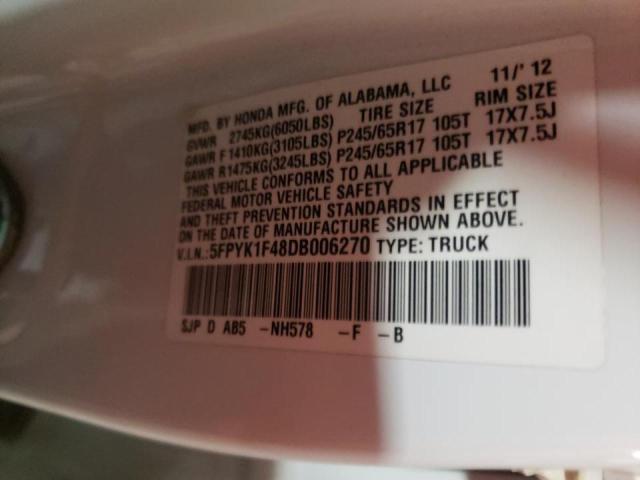 MFD. BY HONDA MFG. OF ALABAMA, LLC 11/' 12
GVWR 2745KG(6050LBS) TIRE SIZE RIM SIZE
GAWR F1410KG(3105LBS) P245/65R17 105T 17X7.5J
GAWR R1475KG(3245LBS) P245/65R17 105T 17X7.5J
THIS VEHICLE CONFORMS TO ALL APPLICABLE
FEDERAL MOTOR VEHICLE SAFETY
AND THEFT PREVENTION STANDARDS IN EFFECT
ON THE DATE OF MANUFACTURE SHOWN ABOVE.
V.I.N.:5FPYK1F48DB006270 TYPE: TRUCK
SJP D AB5 -NH578 -F -B